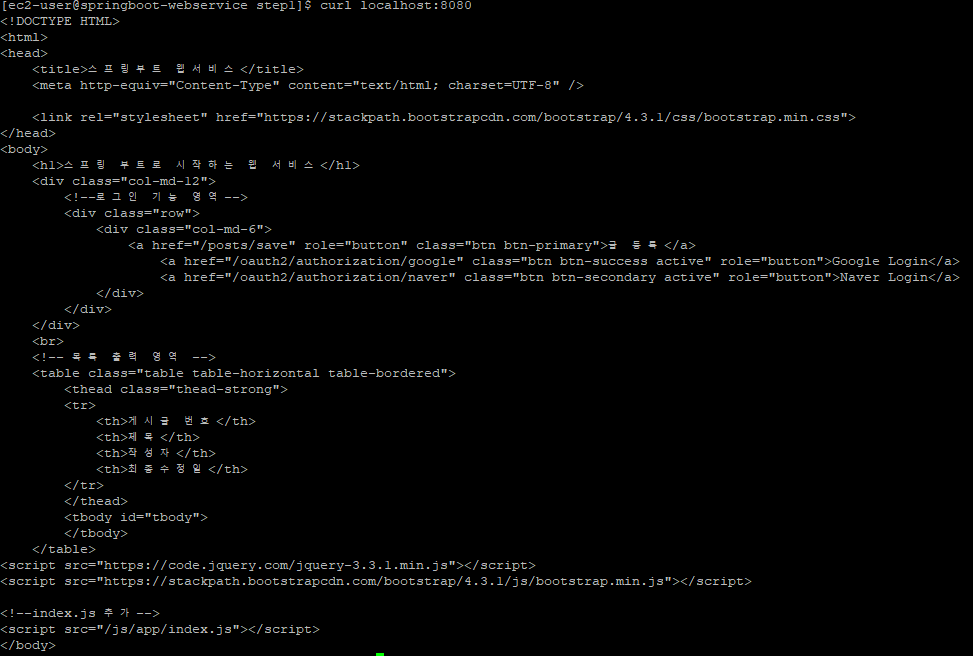 [ec2-user@springboot-webservice step1]$ curl localhost:8080
<!DOCTYPE HTML>
<html>
<head>
    <title>스프링부트 웹서비스</title>
    <meta http-equiv="Content-Type" content="text/html; charset=UTF-8" />

    <link rel="stylesheet" href="https://stackpath.bootstrapcdn.com/bootstrap/4.3.1/css/bootstrap.min.css">
</head>
<body>
    <h1>스프링 부트로 시작하는 웹 서비스</h1>
    <div class="col-md-12">
        <!--로그인 기능 영역-->
        <div class="row">
            <div class="col-md-6">
                <a href="/posts/save" role="button" class="btn btn-primary">글 등록</a>
                    <a href="/oauth2/authorization/google" class="btn btn-success active" role="button">Google Login</a>
                    <a href="/oauth2/authorization/naver" class="btn btn-secondary active" role="button">Naver Login</a>
            </div>
        </div>
    </div>
    <br>
    <!-- 목록 출력 영역 -->
    <table class="table table-horizontal table-bordered">
        <thead class="thead-strong">
        <tr>
            <th>게시글 번호</th>
            <th>제목</th>
            <th>작성자</th>
            <th>최종수정일</th>
        </tr>
        </thead>
        <tbody id="tbody">
        </tbody>
    </table>
<script src="https://code.jquery.com/jquery-3.3.1.min.js"></script>
<script src="https://stackpath.bootstrapcdn.com/bootstrap/4.3.1/js/bootstrap.min.js"></script>

<!--index.js 추가-->
<script src="/js/app/index.js"></script>
</body>